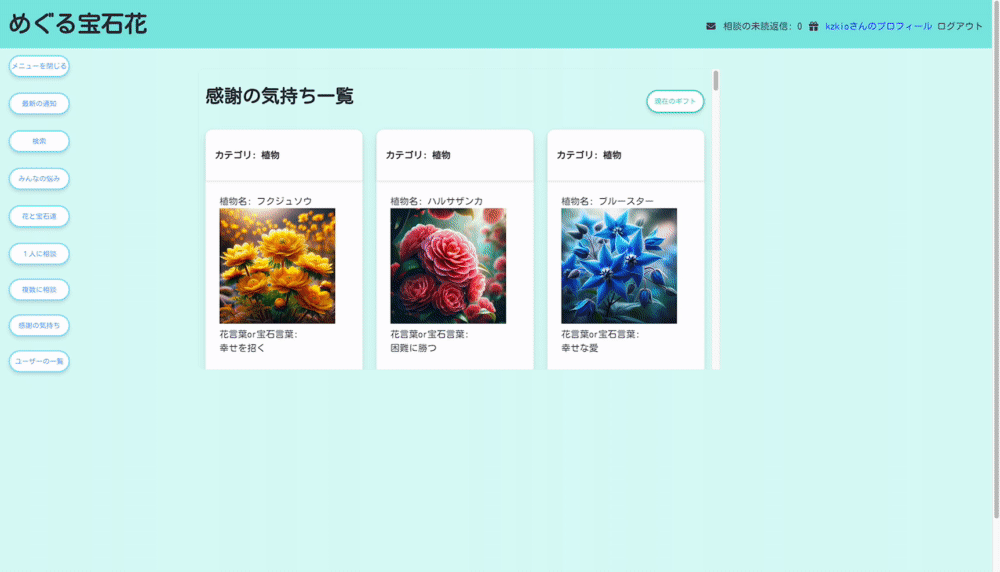 めぐる宝石花
相談の未読返信: 0 kzkioさんのプロフィール ログアウト
メニューを閉じる
最新の通知
検索
みんなの悩み
花と宝石達
1人に相談
複数に相談
感謝の気持ち
ユーザーの一覧
感謝の気持ち一覧
現在のギフト
カテゴリ: 植物
植物名: フクジュソウ
花言葉or宝石言葉:
幸せを招く
カテゴリ: 植物
植物名: ハルサザンカ
花言葉or宝石言葉:
困難に勝つ
カテゴリ: 植物
植物名: ブルースター
花言葉or宝石言葉:
幸せな愛